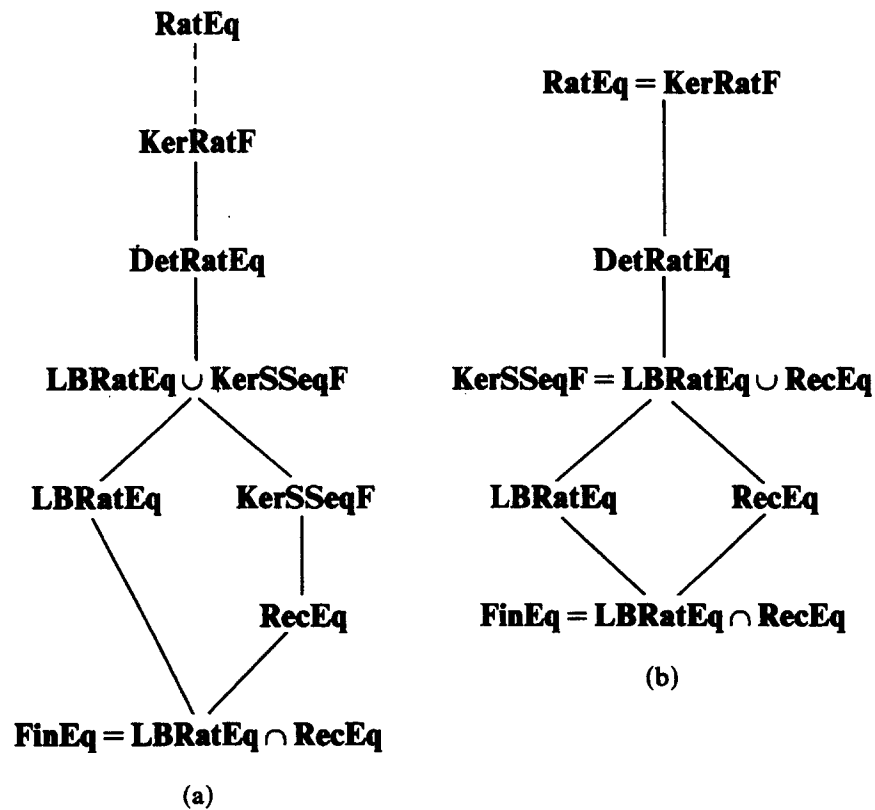 RatEq
KerRatF
DetRatEq
LBRatEq ∪ KerSSeqF
LBRatEq
KerSSeqF
RecEq
FinEq = LBRatEq ∩ RecEq
(a)
RatEq = KerRatF
DetRatEq
KerSSeqF = LBRatEq ∪ RecEq
LBRatEq
RecEq
FinEq = LBRatEq ∩ RecEq
(b)